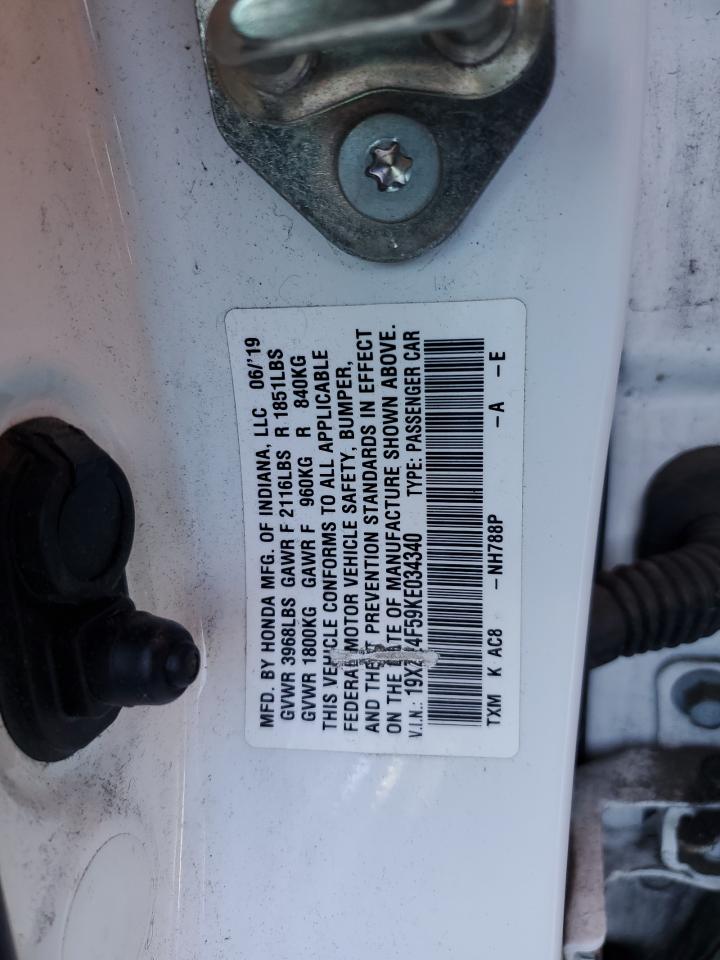 MFD. BY HONDA MFG. OF INDIANA, LLC 06/'19
GVWR 3968LBS GAWR F 2116LBS R 1851LBS
GVWR 1800KG GAWR F 960KG R 840KG
THIS VEHICLE CONFORMS TO ALL APPLICABLE
FEDERAL MOTOR VEHICLE SAFETY, BUMPER,
AND THEFT PREVENTION STANDARDS IN EFFECT
ON THE DATE OF MANUFACTURE SHOWN ABOVE.
V.I.N.: TYPE: PASSENGER CAR
TXM K AC8 -NH788P -A -E